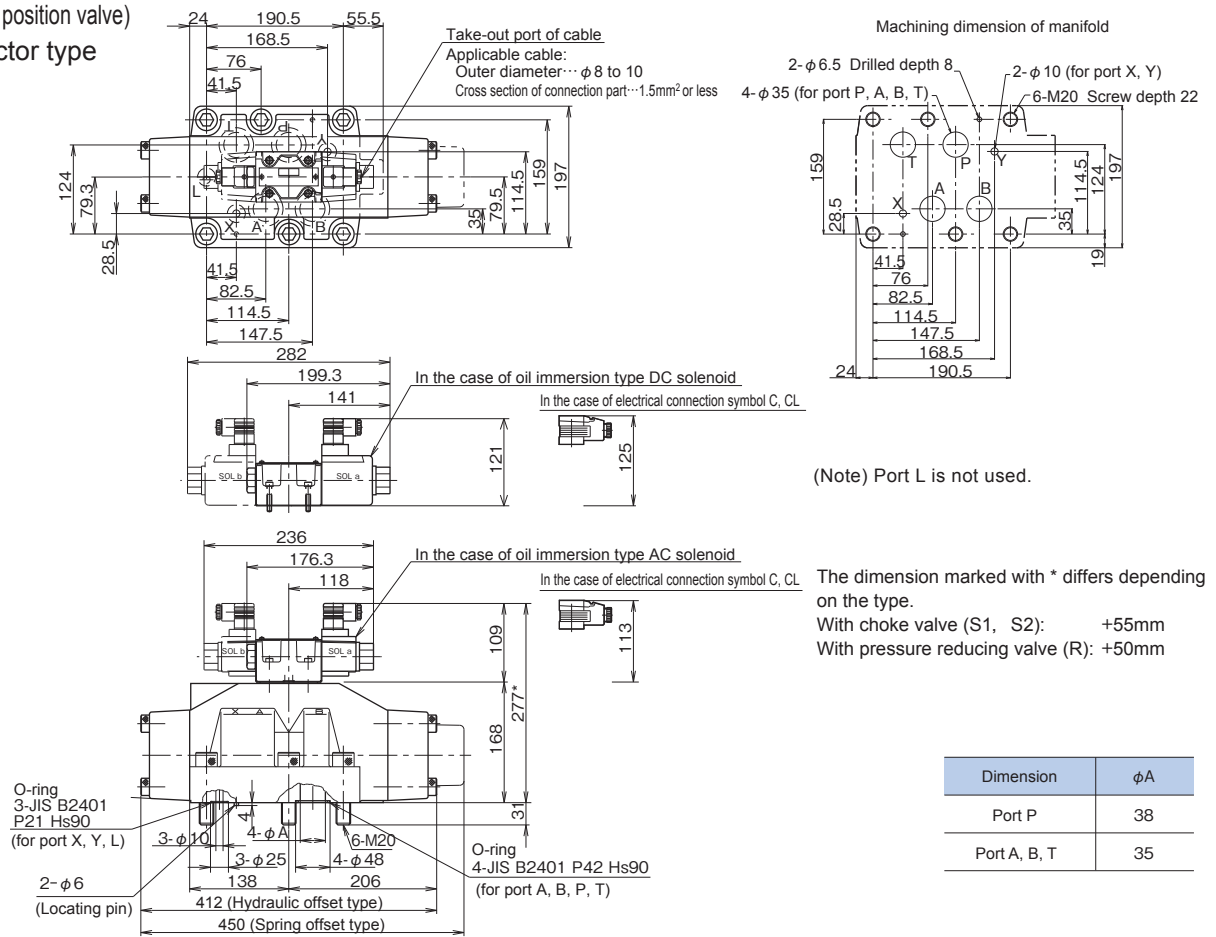 position valve)
ctor type
24
190.5
55.5
168.5
76
41.5
Take-out port of cable
Applicable cable:
Outer diameter··· φ8 to 10
Cross section of connection part···1.5mm² or less
124
79.3
28.5
T
P
Y
L
X
A
B
35
79.5
114.5
159
197
41.5
82.5
114.5
147.5
Machining dimension of manifold
2-φ6.5 Drilled depth 8
4-φ35 (for port P, A, B, T)
2-φ10 (for port X, Y)
6-M20 Screw depth 22
159
28.5
T
P
Y
X
A
B
35
114.5
124
197
19
41.5
76
82.5
114.5
147.5
168.5
24
190.5
282
199.3
141
In the case of oil immersion type DC solenoid
In the case of electrical connection symbol C, CL
SOL b
SOL a
121
125
(Note) Port L is not used.
236
176.3
118
In the case of oil immersion type AC solenoid
In the case of electrical connection symbol C, CL
SOL b
SOL a
109
113
277*
168
31
X
A
B
The dimension marked with * differs depending
on the type.
With choke valve (S1, S2): +55mm
With pressure reducing valve (R): +50mm
O-ring
3-JIS B2401
P21 Hs90
(for port X, Y, L)
3-φ10
4
4-φA
6-M20
3-φ25
4-φ48
O-ring
4-JIS B2401 P42 Hs90
(for port A, B, P, T)
2-φ6
(Locating pin)
138
206
412 (Hydraulic offset type)
450 (Spring offset type)
Dimension φA
Port P 38
Port A, B, T 35